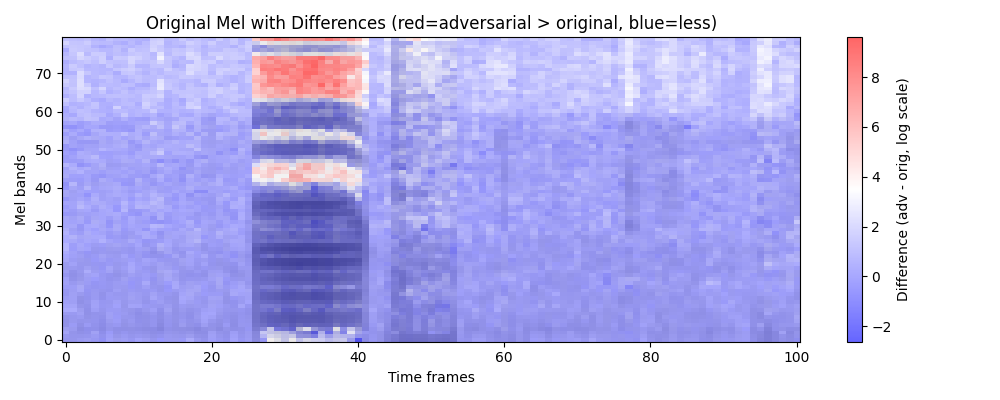 Original Mel with Differences (red=adversarial > original, blue=less)
Mel bands
70
60
50
40
30
20
10
0
0 20 40 60 80 100
Time frames
8
6
4
2
0
−2
Difference (adv - orig, log scale)